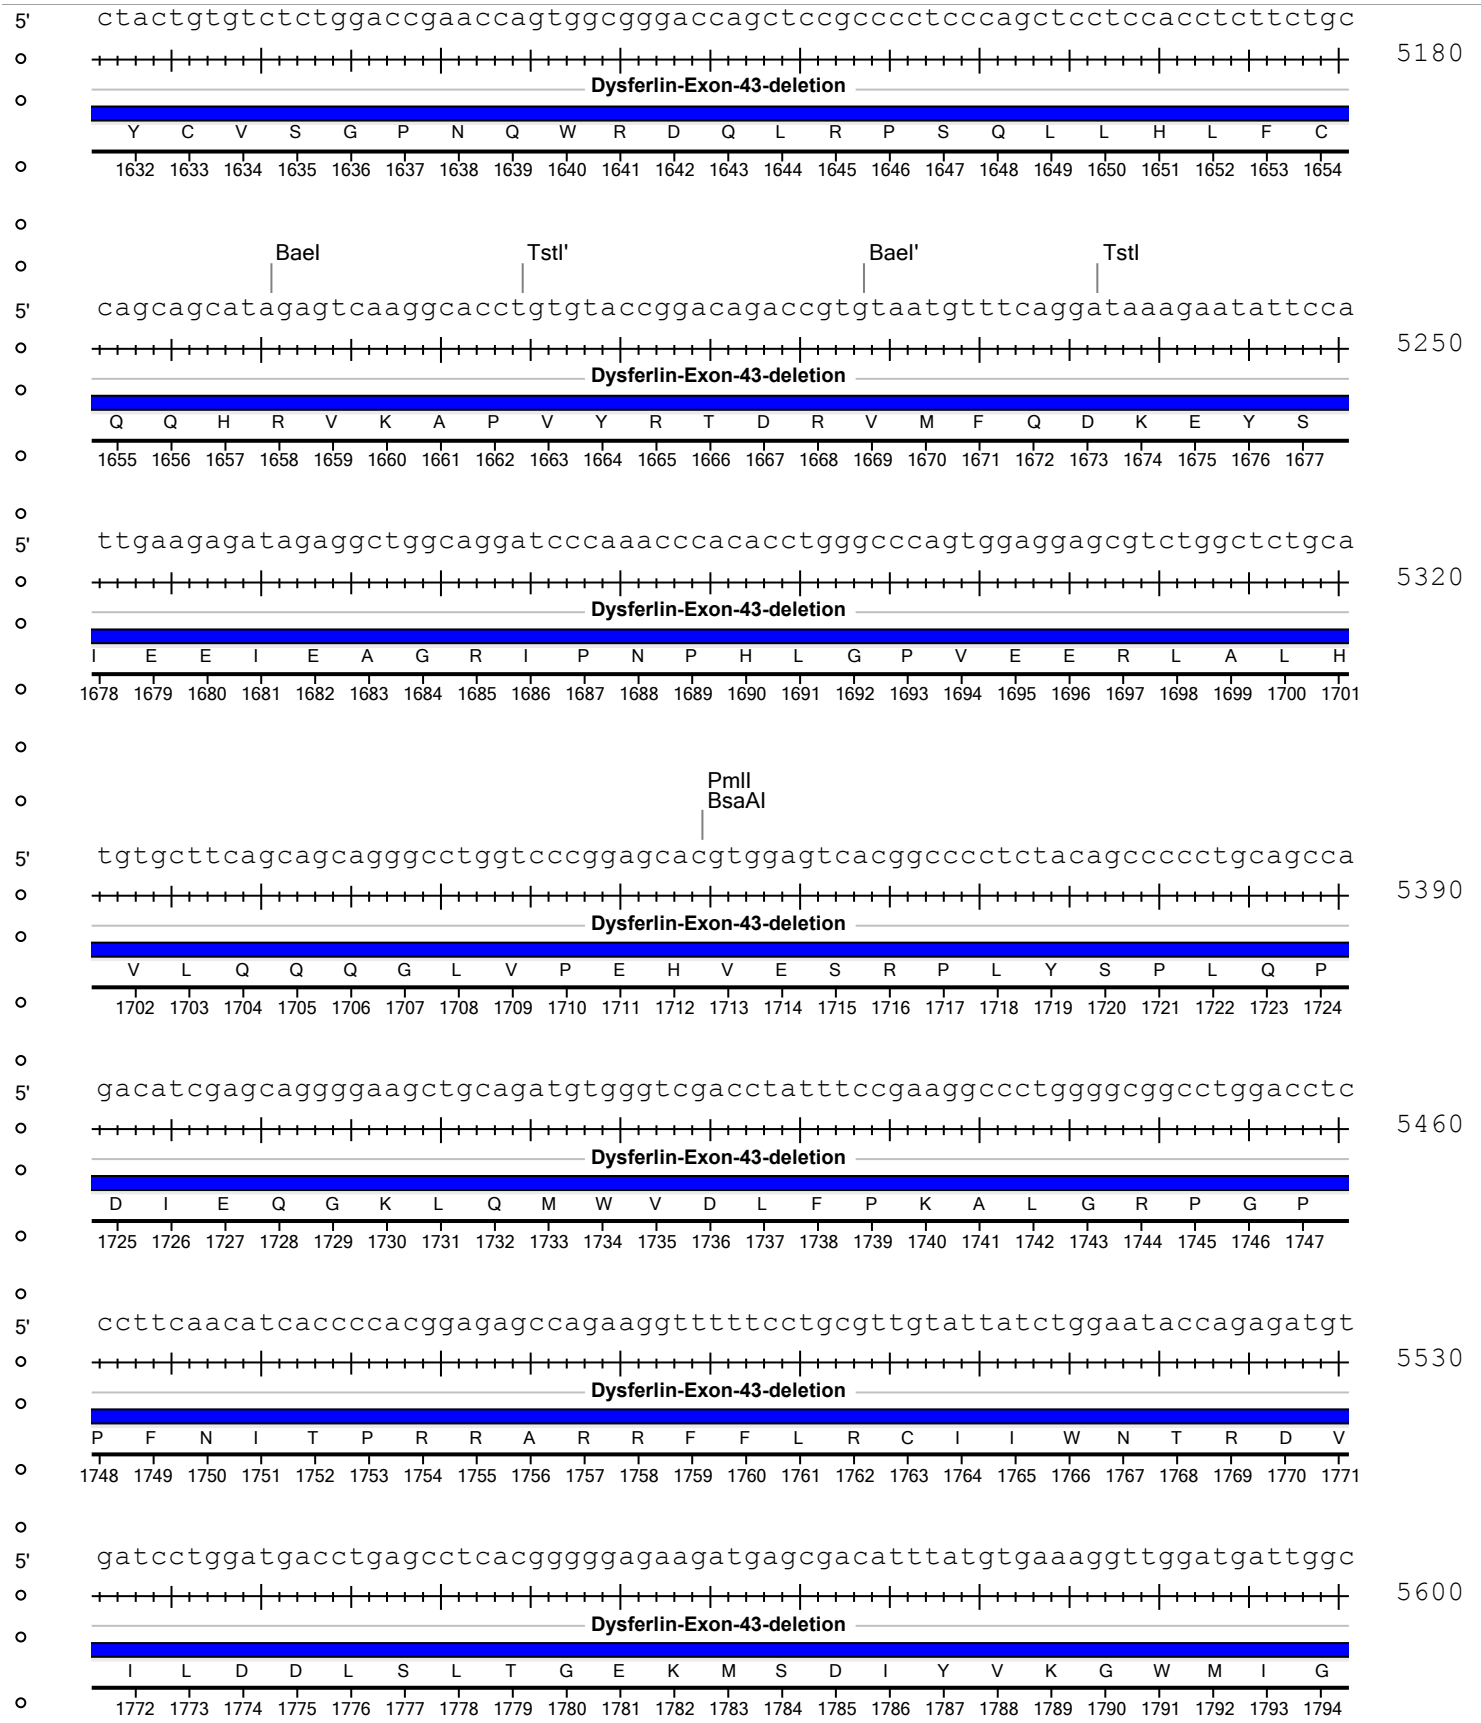 5' ctactgtgtctctggaccgaaccagtggcgggaccagctccgcccctcccagctcctccacctcttctgc
5180
Dysferlin-Exon-43-deletion
Y C V S G P N Q W R D Q L R P S Q L L H L F C
1632 1633 1634 1635 1636 1637 1638 1639 1640 1641 1642 1643 1644 1645 1646 1647 1648 1649 1650 1651 1652 1653 1654
BaeI TstI' BaeI' TstI
5' cagcagcatagagtcaaggcacctgtgtaccggacagaccgtgtaatgtttcaggataaagaatattcca
5250
Dysferlin-Exon-43-deletion
Q Q H R V K A P V Y R T D R V M F Q D K E Y S
1655 1656 1657 1658 1659 1660 1661 1662 1663 1664 1665 1666 1667 1668 1669 1670 1671 1672 1673 1674 1675 1676 1677
5' ttgaagagatagaggctggcaggatcccaaacccacacctgggcccagtggaggagcgtctggctctgca
5320
Dysferlin-Exon-43-deletion
I E E I E A G R I P N P H L G P V E E R L A L H
1678 1679 1680 1681 1682 1683 1684 1685 1686 1687 1688 1689 1690 1691 1692 1693 1694 1695 1696 1697 1698 1699 1700 1701
PmlI
BsaAI
5' tgtgcttcagcagcagggcctggtcccggagcacgtggagtcacggcccctctacagccccctgcagcca
5390
Dysferlin-Exon-43-deletion
V L Q Q Q G L V P E H V E S R P L Y S P L Q P
1702 1703 1704 1705 1706 1707 1708 1709 1710 1711 1712 1713 1714 1715 1716 1717 1718 1719 1720 1721 1722 1723 1724
5' gacatcgagcaggggaagctgcagatgtgggtcgacctatttccgaaggccctggggcggcctggacctc
5460
Dysferlin-Exon-43-deletion
D I E Q G K L Q M W V D L F P K A L G R P G P
1725 1726 1727 1728 1729 1730 1731 1732 1733 1734 1735 1736 1737 1738 1739 1740 1741 1742 1743 1744 1745 1746 1747
5' ccttcaacatcaccccacggagagccagaaggtttttcctgcgttgtattatctggaataccagagatgt
5530
Dysferlin-Exon-43-deletion
P F N I T P R R A R R F F L R C I I W N T R D V
1748 1749 1750 1751 1752 1753 1754 1755 1756 1757 1758 1759 1760 1761 1762 1763 1764 1765 1766 1767 1768 1769 1770 1771
5' gatcctggatgacctgagcctcacgggggagaagatgagcgacatttatgtgaaaggttggatgattggc
5600
Dysferlin-Exon-43-deletion
I L D D L S L T G E K M S D I Y V K G W M I G
1772 1773 1774 1775 1776 1777 1778 1779 1780 1781 1782 1783 1784 1785 1786 1787 1788 1789 1790 1791 1792 1793 1794